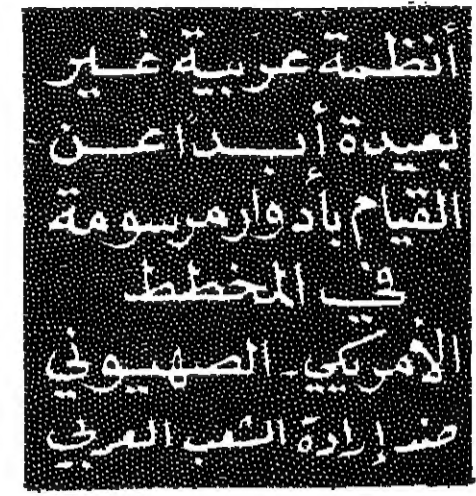 أنظمة عربية غير
بعيدة أبداً عن
القيام بأدوار مرسومة
في المخطط
الأمريكي - الصهيوني
ضد إرادة الشعب العربي